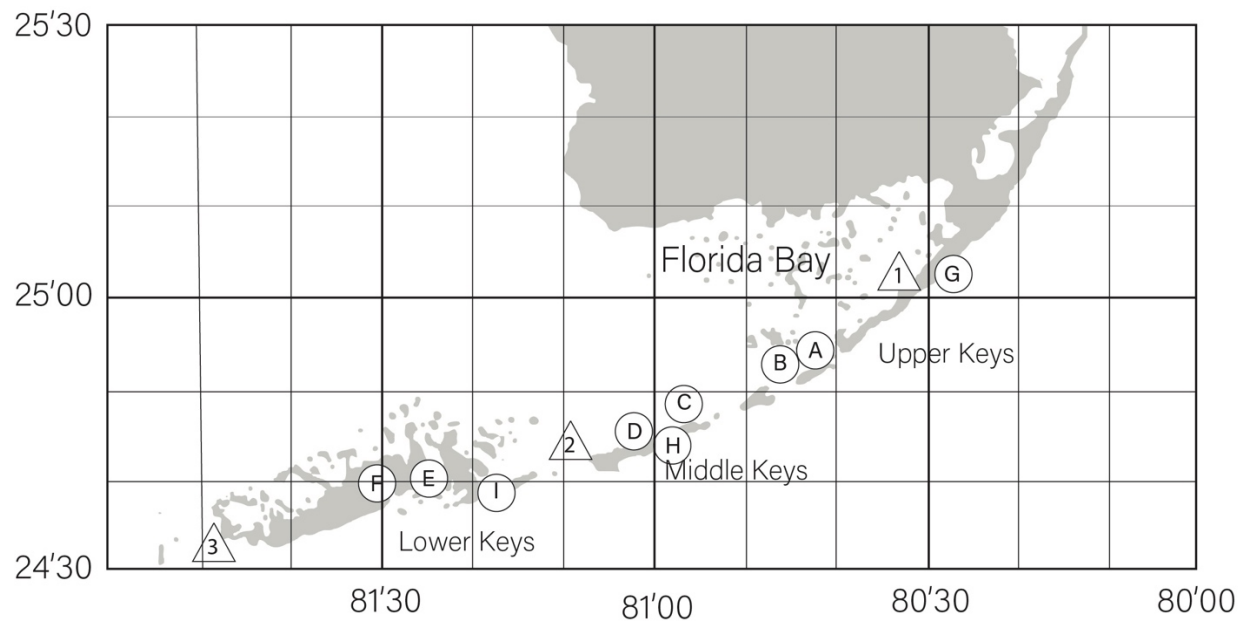 25'30
Florida Bay
1
G
25'00
A
B
Upper Keys
C
D
H
2
Middle Keys
E
F
I
Lower Keys
3
24'30
81'30
81'00
80'30
80'00